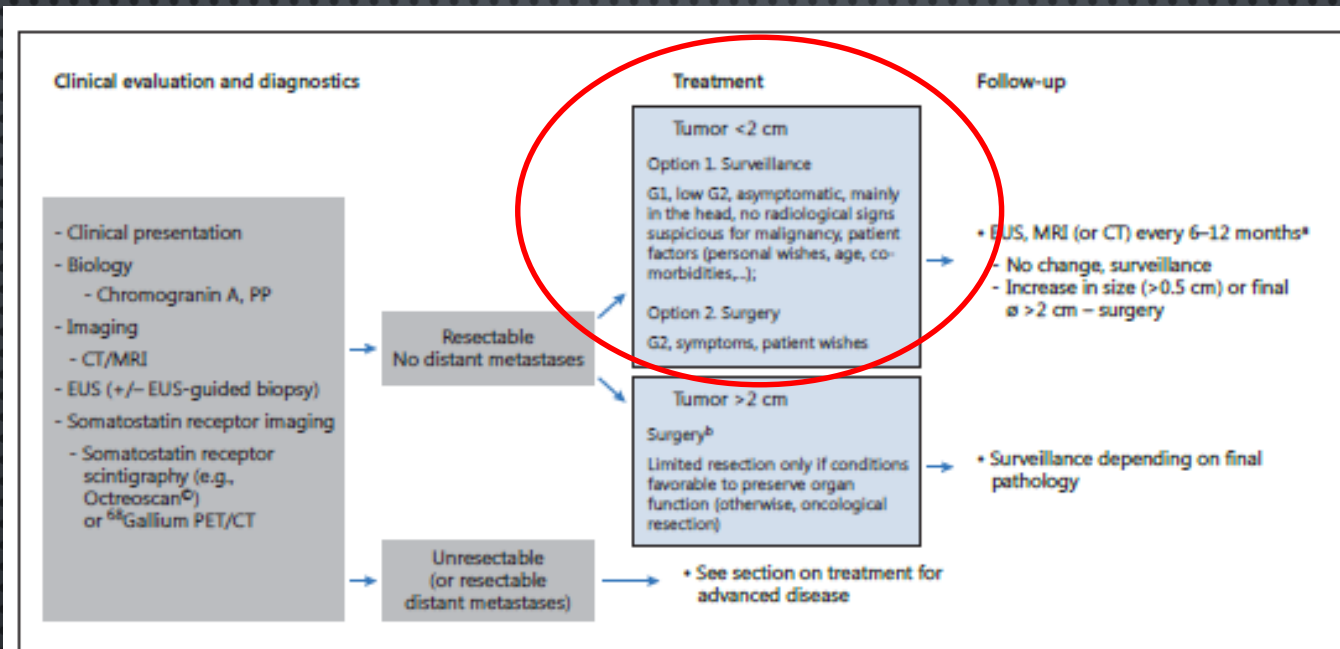 Clinical evaluation and diagnostics
Treatment
Follow-up
- Clinical presentation
- Biology
- Chromogranin A, PP
- Imaging
- CT/MRI
- EUS (+/– EUS-guided biopsy)
- Somatostatin receptor imaging
- Somatostatin receptor
scintigraphy (e.g.,
Octreoscan©)
or ⁶⁸Gallium PET/CT
Resectable
No distant metastases
Unresectable
(or resectable
distant metastases)
Tumor <2 cm
Option 1. Surveillance
G1, low G2, asymptomatic, mainly
in the head, no radiological signs
suspicious for malignancy, patient
factors (personal wishes, age, co-
morbidities,..);
Option 2. Surgery
G2, symptoms, patient wishes
Tumor >2 cm
Surgeryᵇ
Limited resection only if conditions
favorable to preserve organ
function (otherwise, oncological
resection)
• See section on treatment for
advanced disease
• EUS, MRI (or CT) every 6–12 monthsᵃ
- No change, surveillance
- Increase in size (>0.5 cm) or final
ø >2 cm – surgery
• Surveillance depending on final
pathology